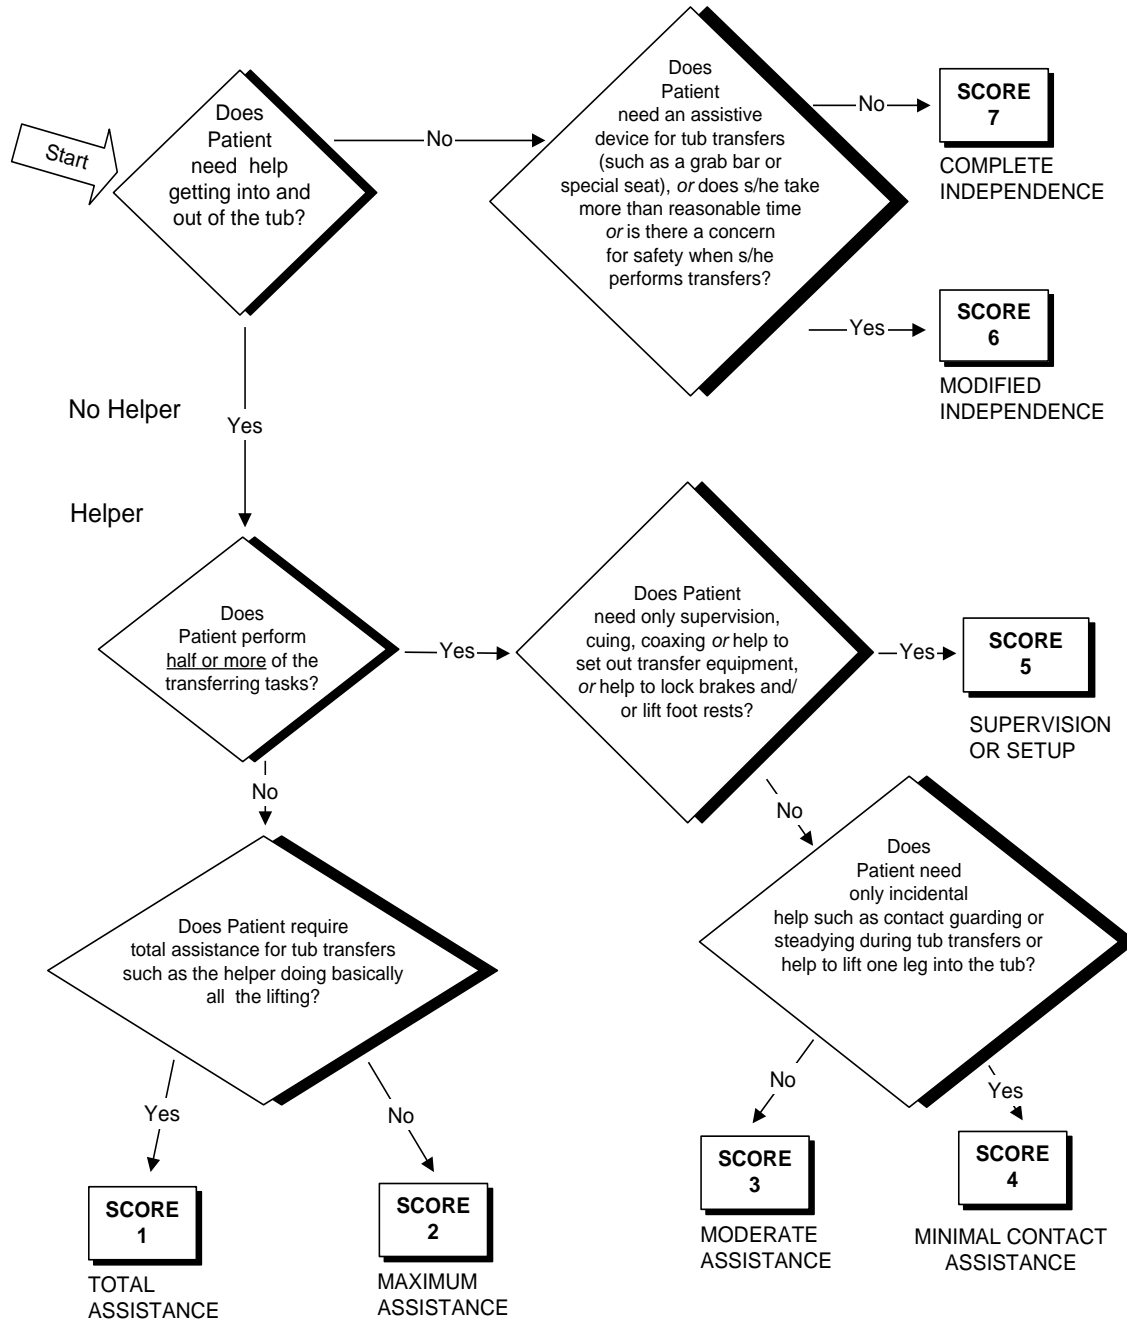 Start
Does
Patient
need  help
getting into and
out of the tub?
No
Does
Patient
need an assistive
device for tub transfers
(such as a grab bar or
special seat), or does s/he take
more than reasonable time
or is there a concern
for safety when s/he
performs transfers?
No
SCORE
7
COMPLETE
INDEPENDENCE
Yes
SCORE
6
MODIFIED
INDEPENDENCE
No Helper
Yes
Helper
Does
Patient perform
half or more of the
transferring tasks?
Yes
Does Patient
need only supervision,
cuing, coaxing or help to
set out transfer equipment,
or help to lock brakes and/
or lift foot rests?
Yes
SCORE
5
SUPERVISION
OR SETUP
No
No
Does
Patient need
only incidental
help such as contact guarding or
steadying during tub transfers or
help to lift one leg into the tub?
Does Patient require
total assistance for tub transfers
such as the helper doing basically
all  the lifting?
Yes
No
No
Yes
SCORE
1
TOTAL
ASSISTANCE
SCORE
2
MAXIMUM
ASSISTANCE
SCORE
3
MODERATE
ASSISTANCE
SCORE
4
MINIMAL CONTACT
ASSISTANCE